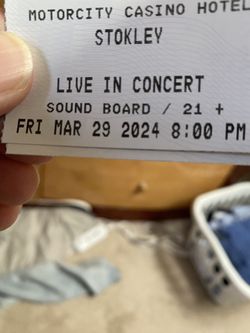 MOTORCITY CASINO HOTEL
STOKLEY
LIVE IN CONCERT
SOUND BOARD / 21 +
FRI MAR 29 2024 8:00 PM